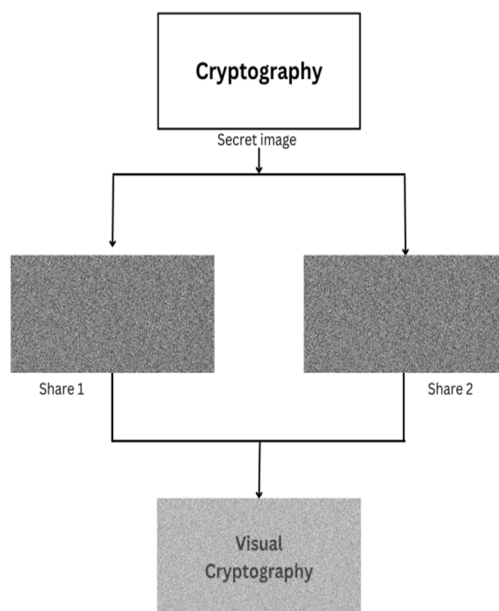 Cryptography
Secret image
Share 1
Share 2
Visual
Cryptography